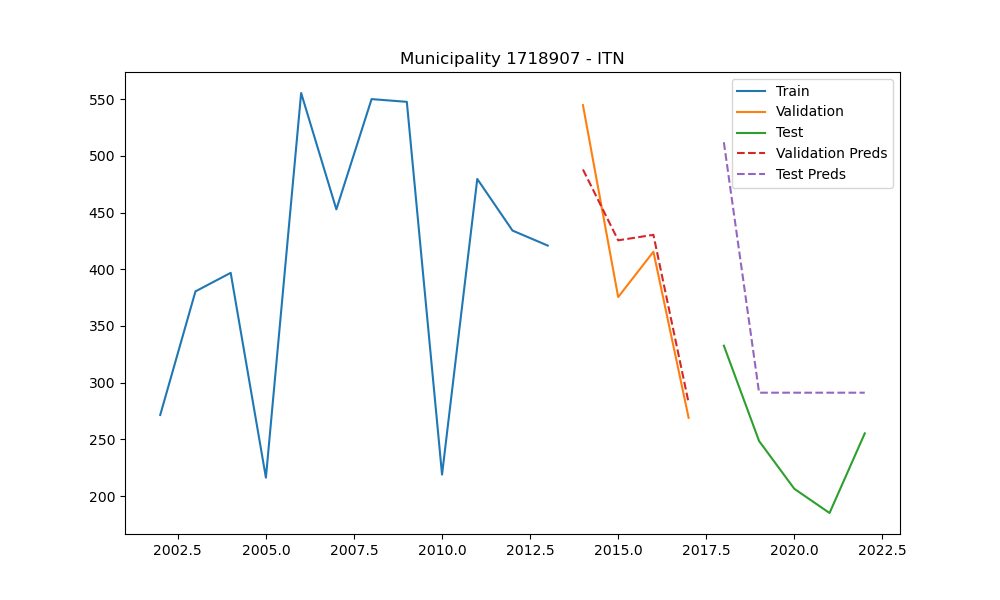 Municipality 1718907 - ITN
Train
Validation
Test
Validation Preds
Test Preds
550
500
450
400
350
300
250
200
2002.5 2005.0 2007.5 2010.0 2012.5 2015.0 2017.5 2020.0 2022.5